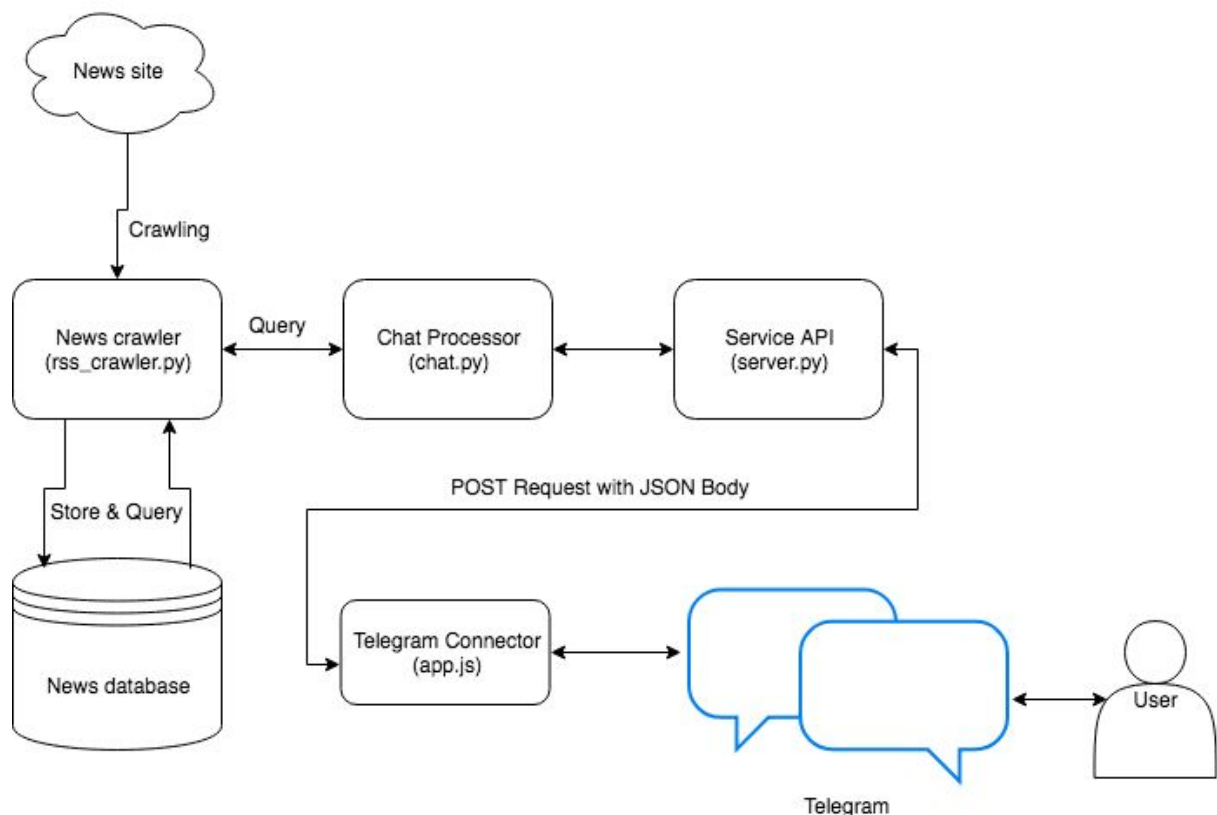 News site
Crawling
News crawler
(rss_crawler.py)
Query
Chat Processor
(chat.py)
Service API
(server.py)
POST Request with JSON Body
Store & Query
News database
Telegram Connector
(app.js)
User
Telegram